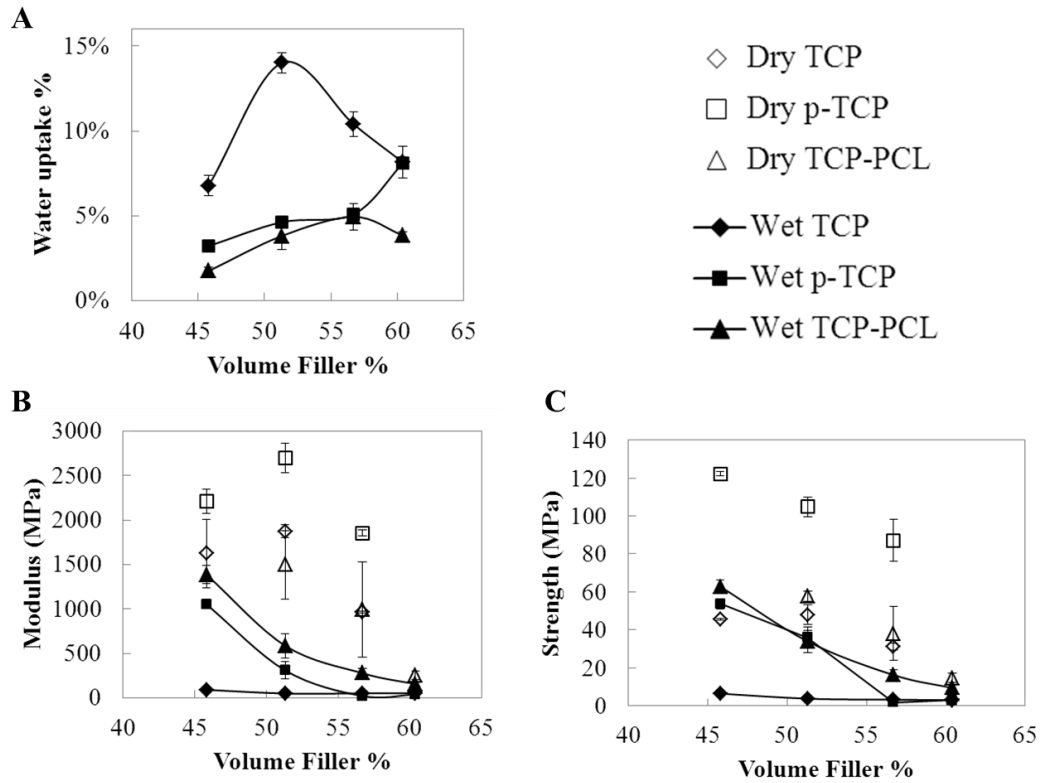 A
15%
10%
5%
0%
Water uptake %
40 45 50 55 60 65
Volume Filler %
Dry TCP
Dry p-TCP
Dry TCP-PCL
Wet TCP
Wet p-TCP
Wet TCP-PCL
B
3000
2500
2000
1500
1000
500
0
Modulus (MPa)
40 45 50 55 60 65
Volume Filler %
C
140
120
100
80
60
40
20
0
Strength (MPa)
40 45 50 55 60 65
Volume Filler %